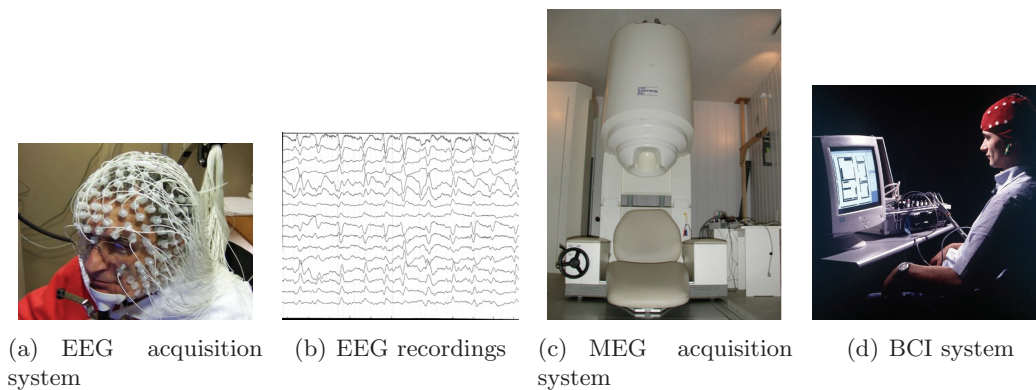 (a) EEG acquisition
system
(b) EEG recordings
(c) MEG acquisition
system
(d) BCI system